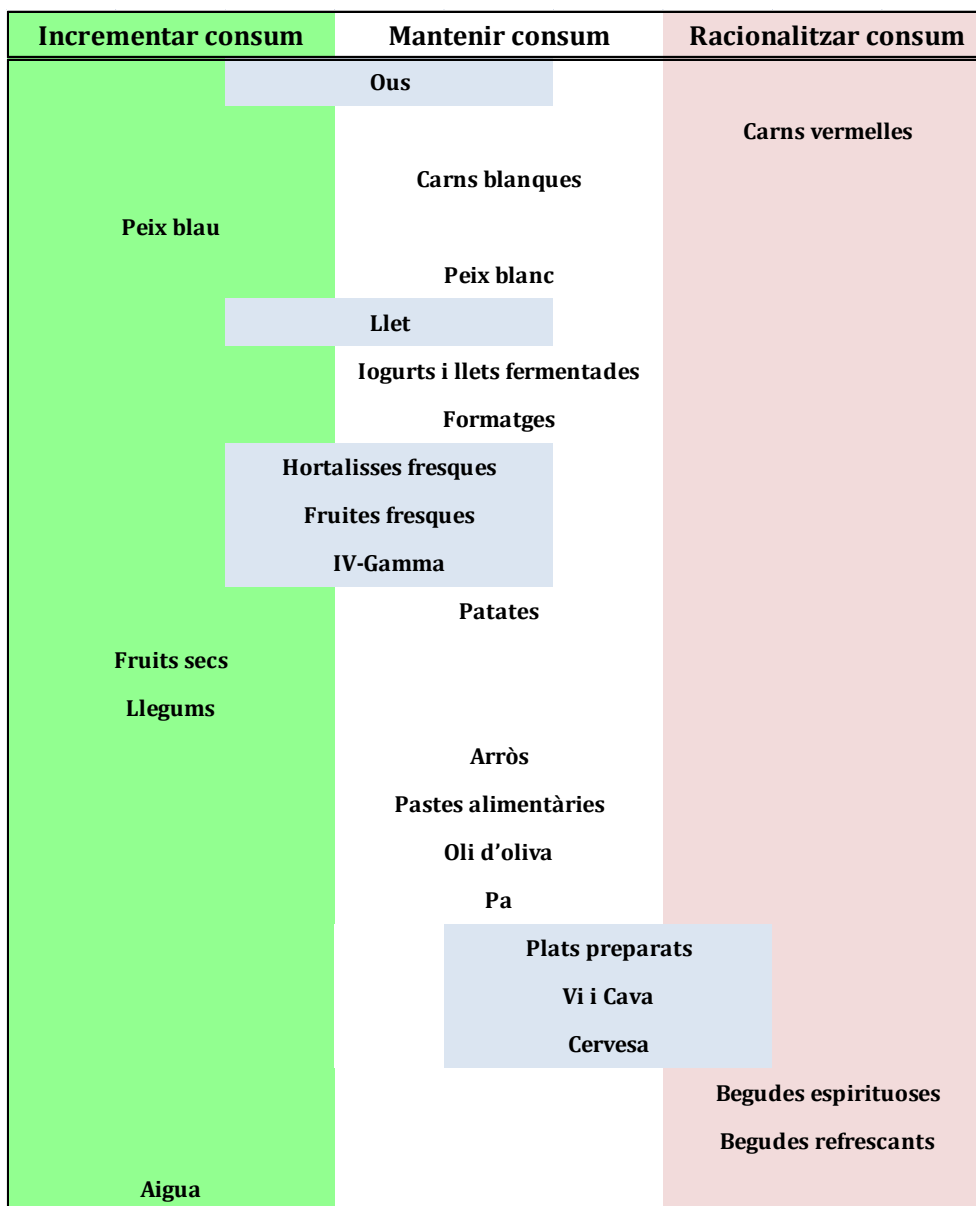 Incrementar consum Mantenir consum Racionalitzar consum
Ous
Carns vermelles
Carns blanques
Peix blau
Peix blanc
Llet
Iogurts i llets fermentades
Formatges
Hortalisses fresques
Fruites fresques
IV-Gamma
Patates
Fruits secs
Llegums
Arròs
Pastes alimentàries
Oli d’oliva
Pa
Plats preparats
Vi i Cava
Cervesa
Begudes espirituoses
Begudes refrescants
Aigua